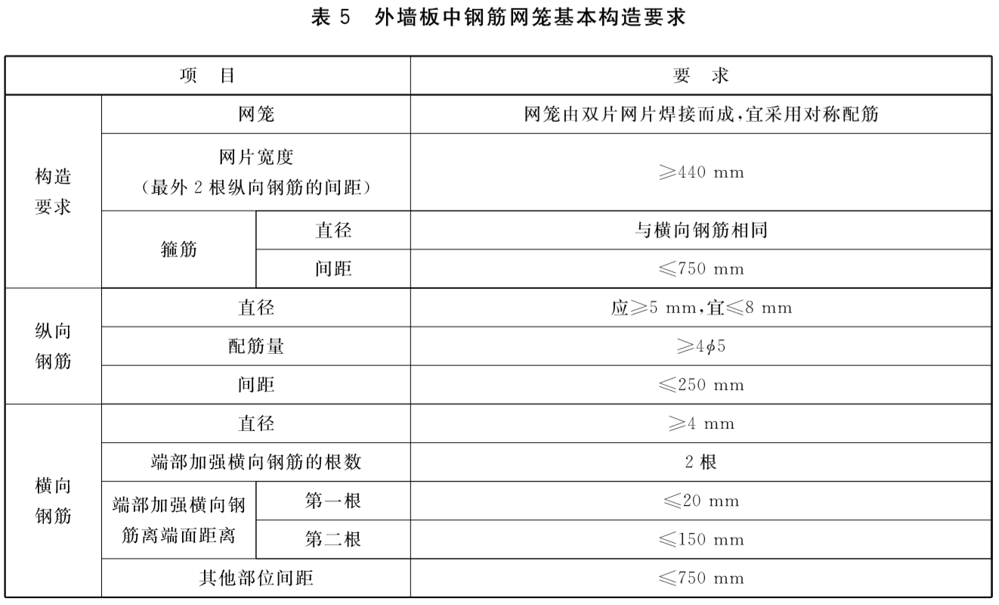 表 5 外墙板中钢筋网笼基本构造要求
项 目 要 求
构造
要求
网笼 网笼由双片网片焊接而成,宜采用对称配筋
网片宽度
(最外 2 根纵向钢筋的间距)
≥440 mm
箍筋
直径 与横向钢筋相同
间距 ≤750 mm
纵向
钢筋
直径 应≥5 mm,宜≤8 mm
配筋量 ≥4ϕ5
间距 ≤250 mm
横向
钢筋
直径 ≥4 mm
端部加强横向钢筋的根数 2 根
端部加强横向钢
筋离端面距离
第一根 ≤20 mm
第二根 ≤150 mm
其他部位间距 ≤750 mm